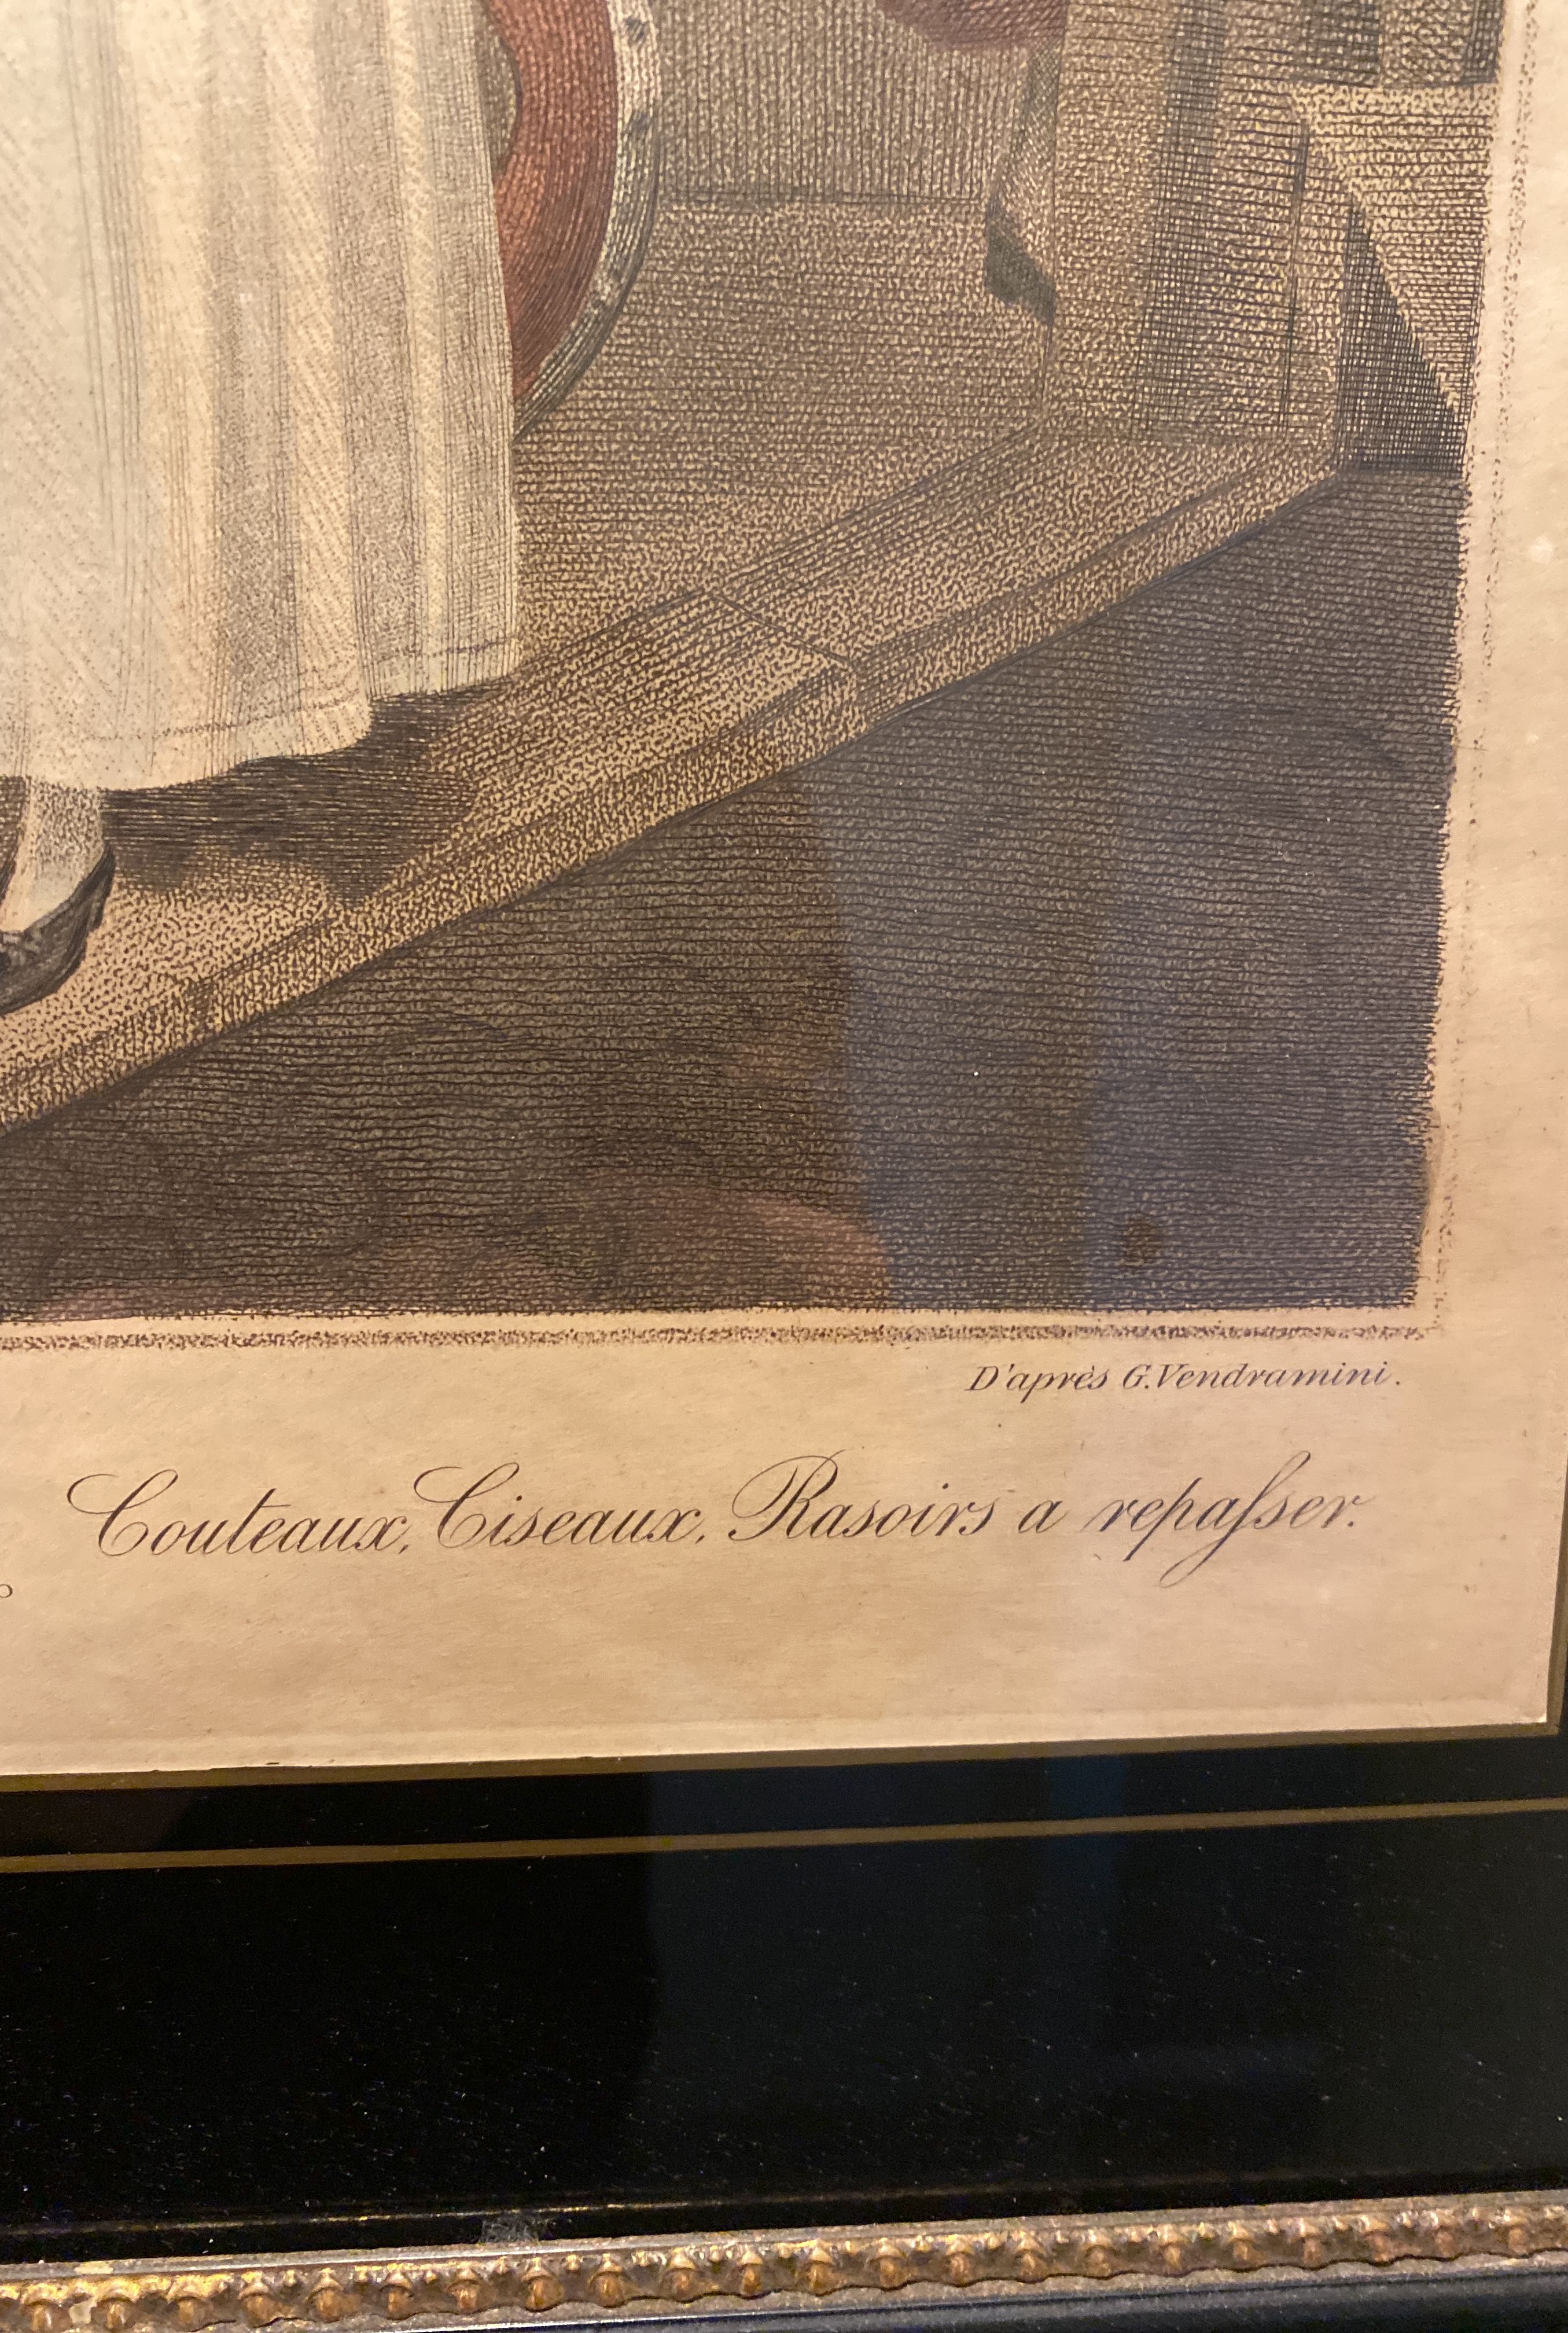 D'après G. Vendramini.
Couteaux, Ciseaux, Rasoirs a repaſser.